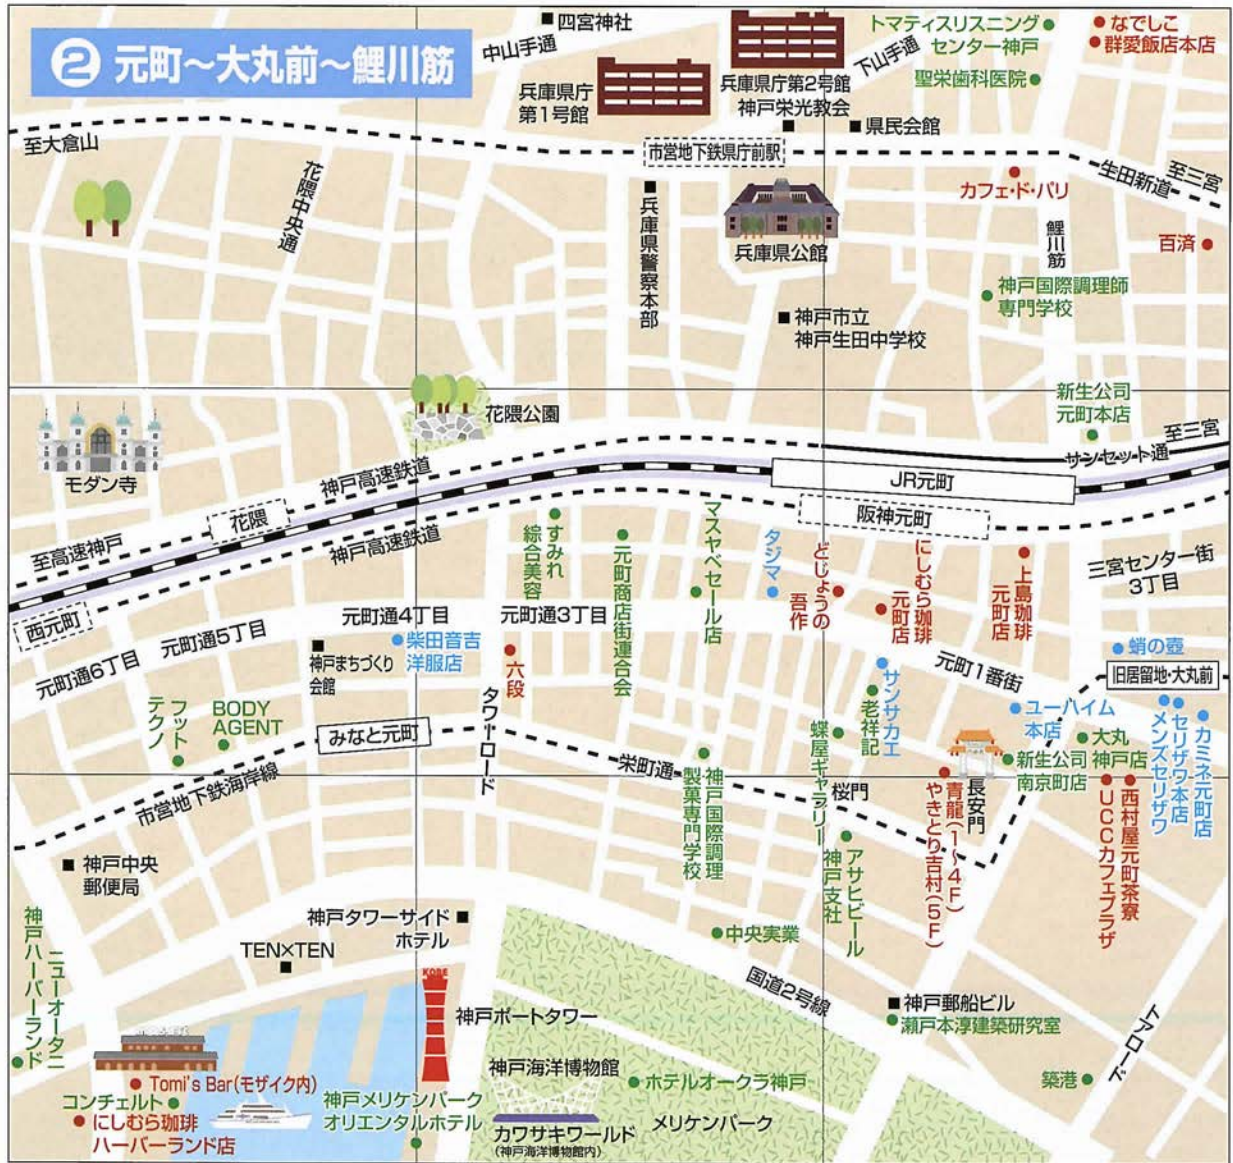 ② 元町〜大丸前〜鯉川筋
四宮神社
中山手通
兵庫県庁
第1号館
兵庫県庁第2号館
神戸栄光教会
下山手通
トマティスリスニング
センター神戸
なでしこ
群愛飯店本店
聖栄歯科医院
県民会館
至大倉山
市営地下鉄県庁前駅
花隈中央通
生田新道
至三宮
カフェ・ド・パリ
兵庫県警察本部
兵庫県公館
鯉川筋
百済
神戸国際調理師
専門学校
神戸市立
神戸生田中学校
新生公司
元町本店
花隈公園
モダン寺
至三宮
サンセット通
神戸高速鉄道
JR元町
花隈
阪神元町
至高速神戸
神戸高速鉄道
すみれ
綜合美容
元町商店街連合会
マスヤベセール店
タジマ
どじょうの
吾作
にしむら珈琲
元町店
上島珈琲
元町店
三宮センター街
3丁目
西元町
元町通6丁目
元町通5丁目
元町通4丁目
元町通3丁目
神戸まちづくり
会館
柴田音吉
洋服店
六段
元町1番街
蛸の壺
旧居留地・大丸前
フット
テクノ
BODY
AGENT
みなと元町
タワーロード
サンサカエ
老祥記
蝶屋ギャラリー
ユーハイム
本店
大丸
神戸店
新生公司
南京町店
カミネ元町店
セリザワ本店
メンズセリザワ
市営地下鉄海岸線
栄町通
神戸国際調理
製菓専門学校
桜門
長安門
青龍(1〜4F)
やきとり吉村(5F)
西村屋元町茶寮
UCCカフェプラザ
アサヒビール
神戸支社
神戸中央
郵便局
神戸タワーサイド
ホテル
TEN×TEN
中央実業
国道2号線
ニューオータニ
神戸ハーバーランド
KOBE
神戸ポートタワー
神戸郵船ビル
瀬戸本淳建築研究室
トアロード
神戸海洋博物館
ホテルオークラ神戸
築港
Tomi's Bar(モザイク内)
コンチェルト
にしむら珈琲
ハーバーランド店
神戸メリケンパーク
オリエンタルホテル
カワサキワールド
(神戸海洋博物館内)
メリケンパーク